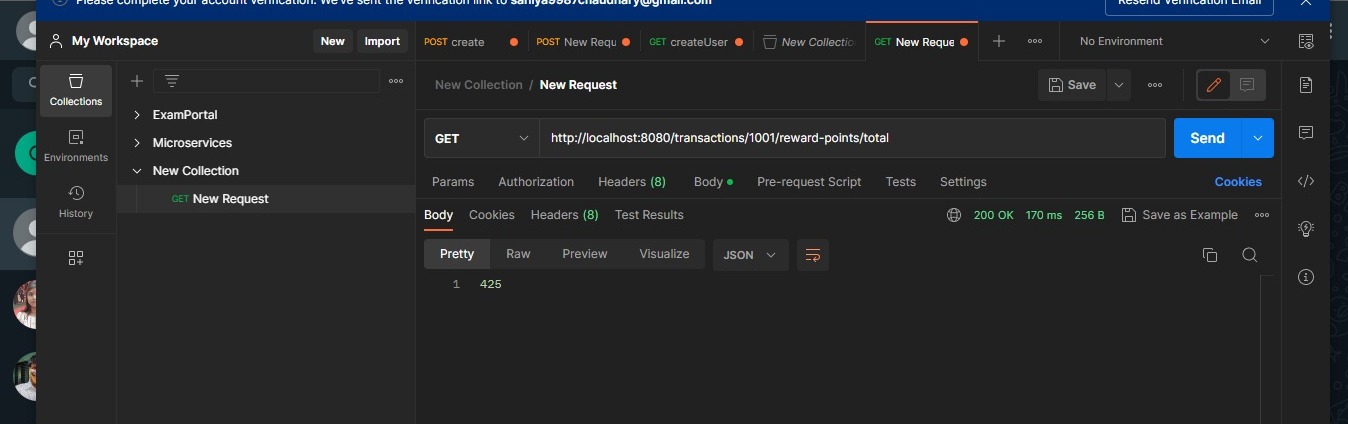 Please complete your account verification. We've sent the verification link to saniya9987chaudhary@gmail.com
Resend Verification Email
My Workspace
New
Import
POST create
POST New Requ
GET createUser
New Collectio
GET New Reque
No Environment
Collections
Environments
History
ExamPortal
Microservices
New Collection
GET New Request
New Collection / New Request
Save
GET
http://localhost:8080/transactions/1001/reward-points/total
Send
Params Authorization Headers (8) Body Pre-request Script Tests Settings Cookies
Body Cookies Headers (8) Test Results 200 OK 170 ms 256 B Save as Example
Pretty Raw Preview Visualize JSON
1 425